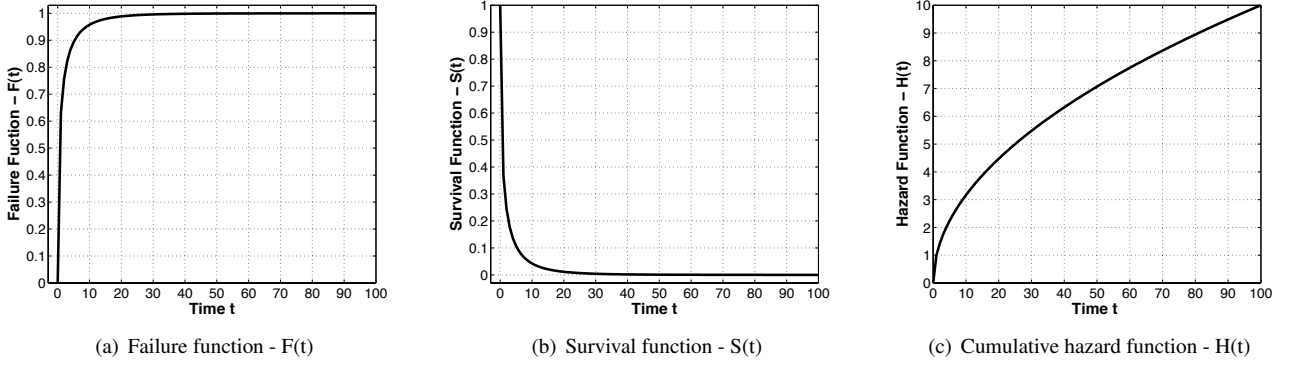 Failure Fuction – F(t)
1
0.9
0.8
0.7
0.6
0.5
0.4
0.3
0.2
0.1
0
0 10 20 30 40 50 60 70 80 90 100
Time t
(a) Failure function - F(t)
Survival Function – S(t)
1
0.9
0.8
0.7
0.6
0.5
0.4
0.3
0.2
0.1
0
0 10 20 30 40 50 60 70 80 90 100
Time t
(b) Survival function - S(t)
Hazard Function – H(t)
10
9
8
7
6
5
4
3
2
1
0
0 10 20 30 40 50 60 70 80 90 100
Time t
(c) Cumulative hazard function - H(t)